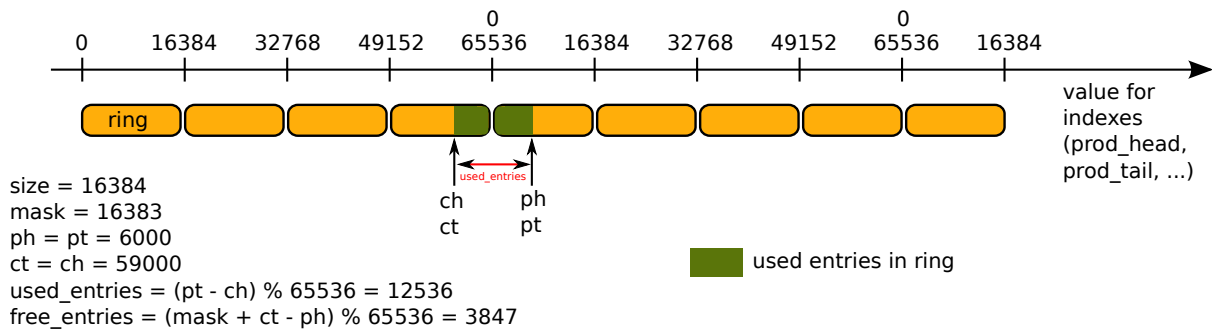 0 0
0 16384 32768 49152 65536 16384 32768 49152 65536 16384
value for
indexes
(prod_head,
prod_tail, ...)
ring
used_entries
ch
ct
ph
pt
size = 16384
mask = 16383
ph = pt = 6000
ct = ch = 59000
used_entries = (pt - ch) % 65536 = 12536
free_entries = (mask + ct - ph) % 65536 = 3847
used entries in ring